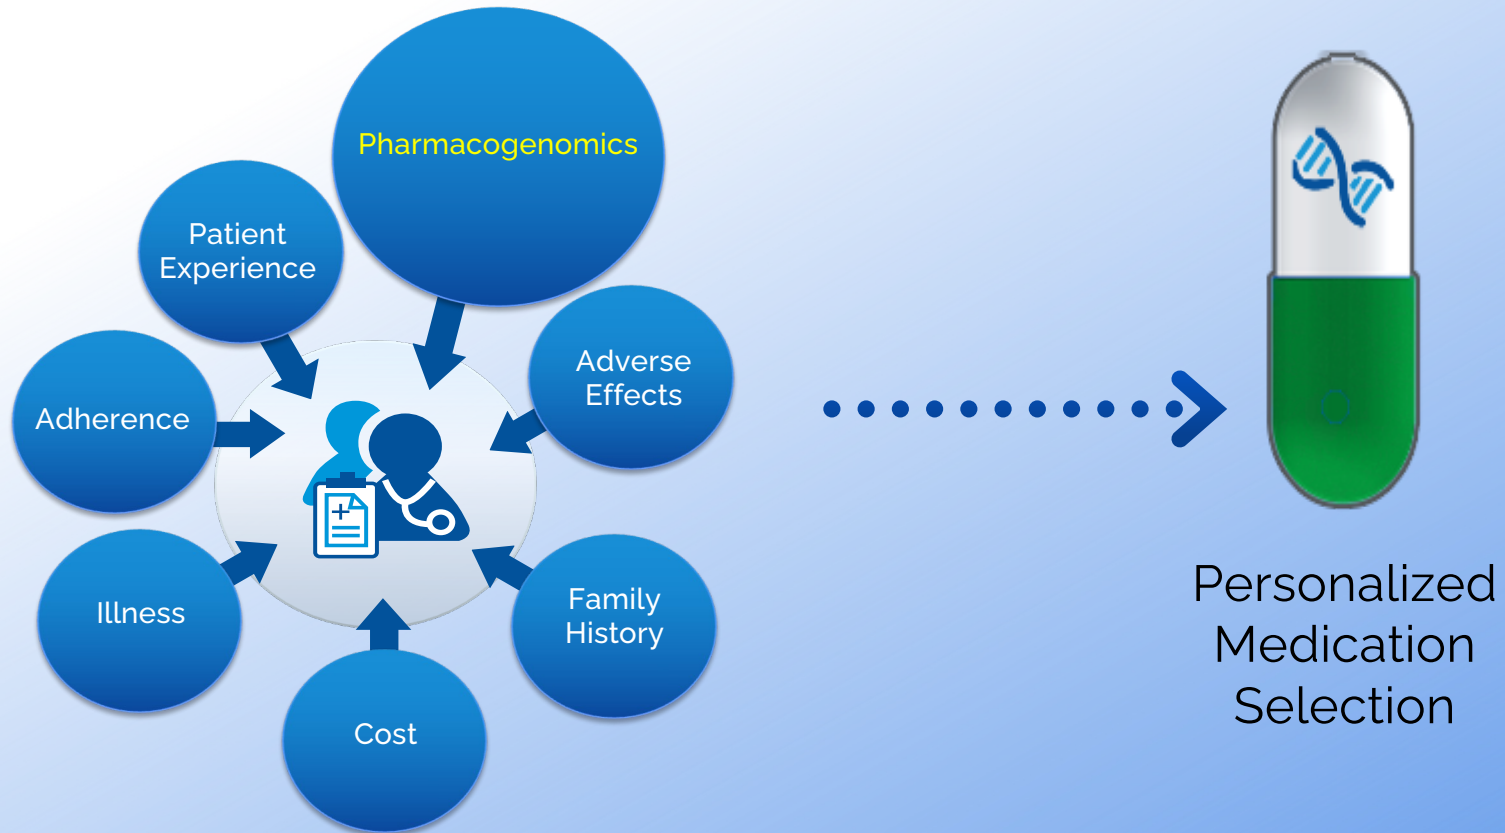 Pharmacogenomics
Patient
Experience
Adverse
Effects
Adherence
Illness
Family
History
Cost
Personalized
Medication
Selection